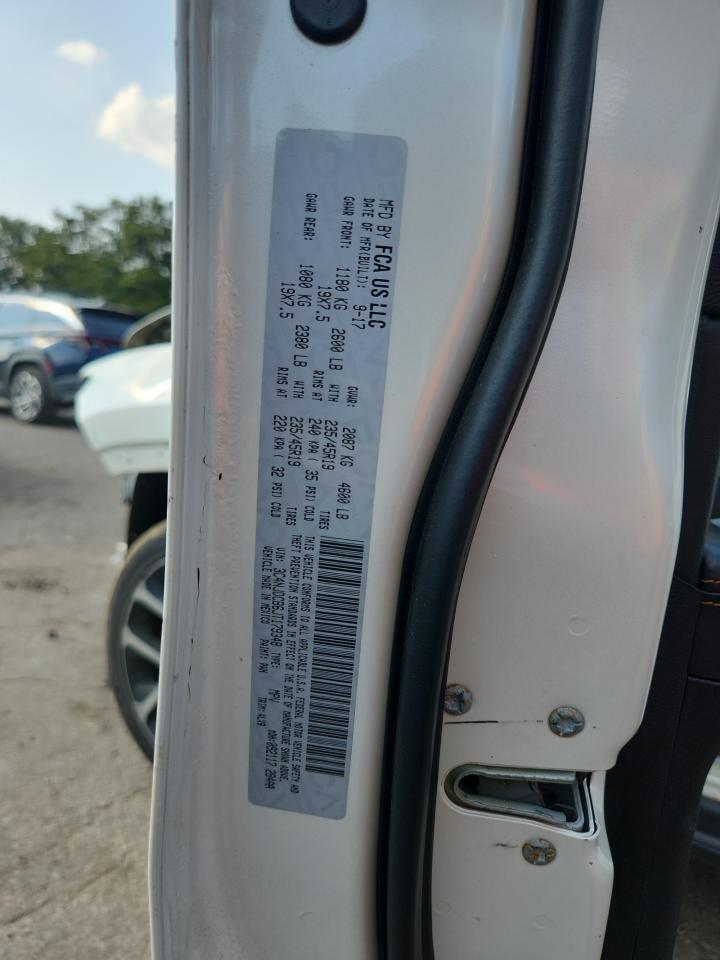 MFD BY FCA US LLC
DATE OF MFR(BUILT): 9-17 GVWR: 2087 KG 4600 LB
GAWR FRONT: 1180 KG 2600 LB WITH 235/45R19 TIRES
19X7.5 RIMS AT 240 KPA ( 35 PSI) COLD
GAWR REAR: 1080 KG 2380 LB WITH 235/45R19 TIRES
19X7.5 RIMS AT 220 KPA ( 32 PSI) COLD
THIS VEHICLE CONFORMS TO ALL APPLICABLE U.S.A. FEDERAL MOTOR VEHICLE SAFETY AND
THEFT PREVENTION STANDARDS IN EFFECT ON THE DATE OF MANUFACTURE SHOWN ABOVE.
VIN: 3C4NJDCB6JT179948 TYPE: MPV
VEHICLE MADE IN MEXICO
PAINT: TRIM: